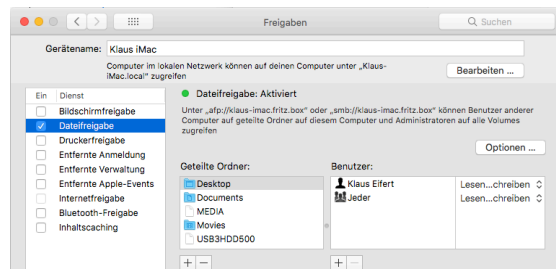 Freigaben
Suchen
Gerätename: Klaus iMac
Computer im lokalen Netzwerk können auf deinen Computer unter „Klaus-
iMac.local“ zugreifen
Bearbeiten ...
Ein Dienst
Bildschirmfreigabe
Dateifreigabe
Druckerfreigabe
Entfernte Anmeldung
Entfernte Verwaltung
Entfernte Apple-Events
Internetfreigabe
Bluetooth-Freigabe
Inhaltscaching
Dateifreigabe: Aktiviert
Unter „afp://klaus-imac.fritz.box“ oder „smb://klaus-imac.fritz.box“ können Benutzer anderer
Computer auf geteilte Ordner auf diesem Computer und Administratoren auf alle Volumes
zugreifen
Optionen ...
Geteilte Ordner:
Desktop
Documents
MEDIA
Movies
USB3HDD500
+ −
Benutzer:
Klaus Eifert Lesen...chreiben
Jeder Lesen...chreiben
+ −